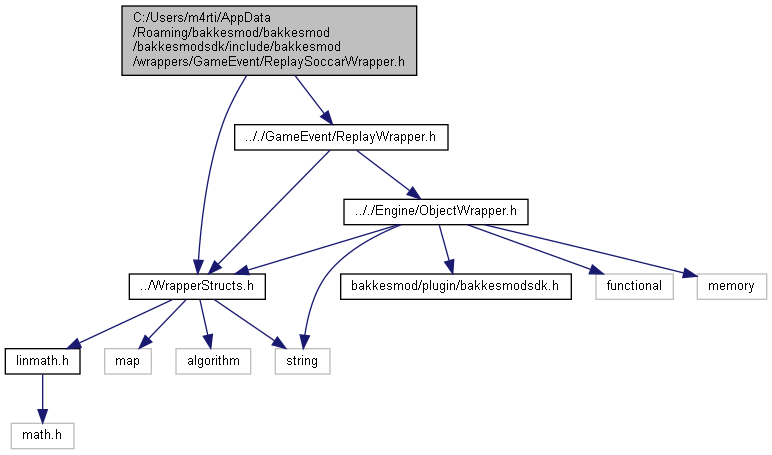 C:/Users/m4rti/AppData
/Roaming/bakkesmod/bakkesmod
/bakkesmodsdk/include/bakkesmod
/wrappers/GameEvent/ReplaySoccarWrapper.h
.././GameEvent/ReplayWrapper.h
.././Engine/ObjectWrapper.h
../WrapperStructs.h
bakkesmod/plugin/bakkesmodsdk.h
functional
memory
linmath.h
map
algorithm
string
math.h